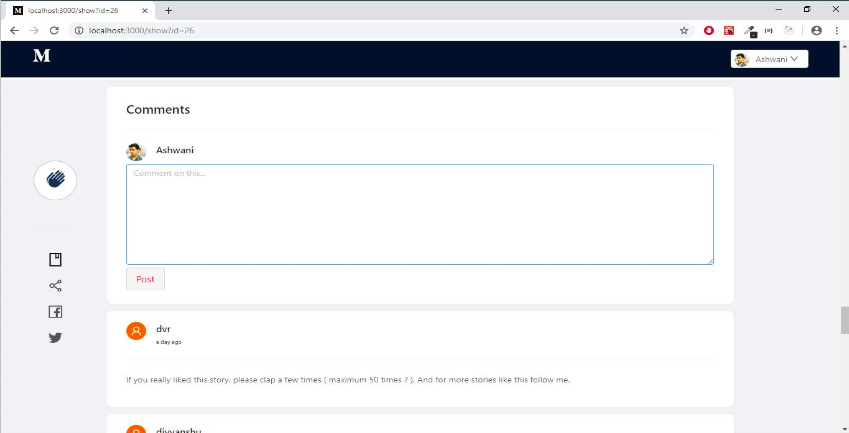 M localhost:3000/show?id=26
localhost:3000/show?id=26
M
Ashwani
Comments
Ashwani
Comment on this...
Post
dvr
a day ago
If you really liked this story, please clap a few times ( maximum 50 times ? ). And for more stories like this follow me.
divyanshu